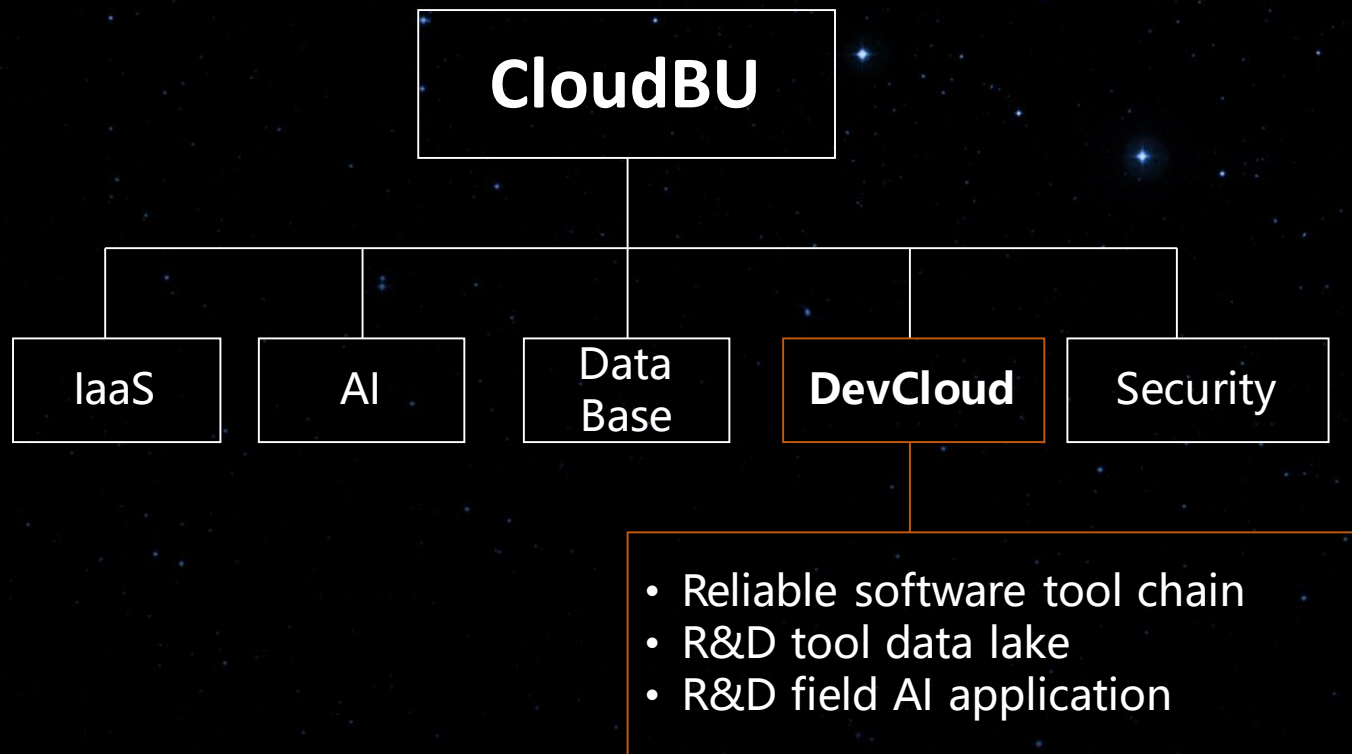 CloudBU
IaaS
AI
Data
Base
DevCloud
Security
• Reliable software tool chain
• R&D tool data lake
• R&D field AI application